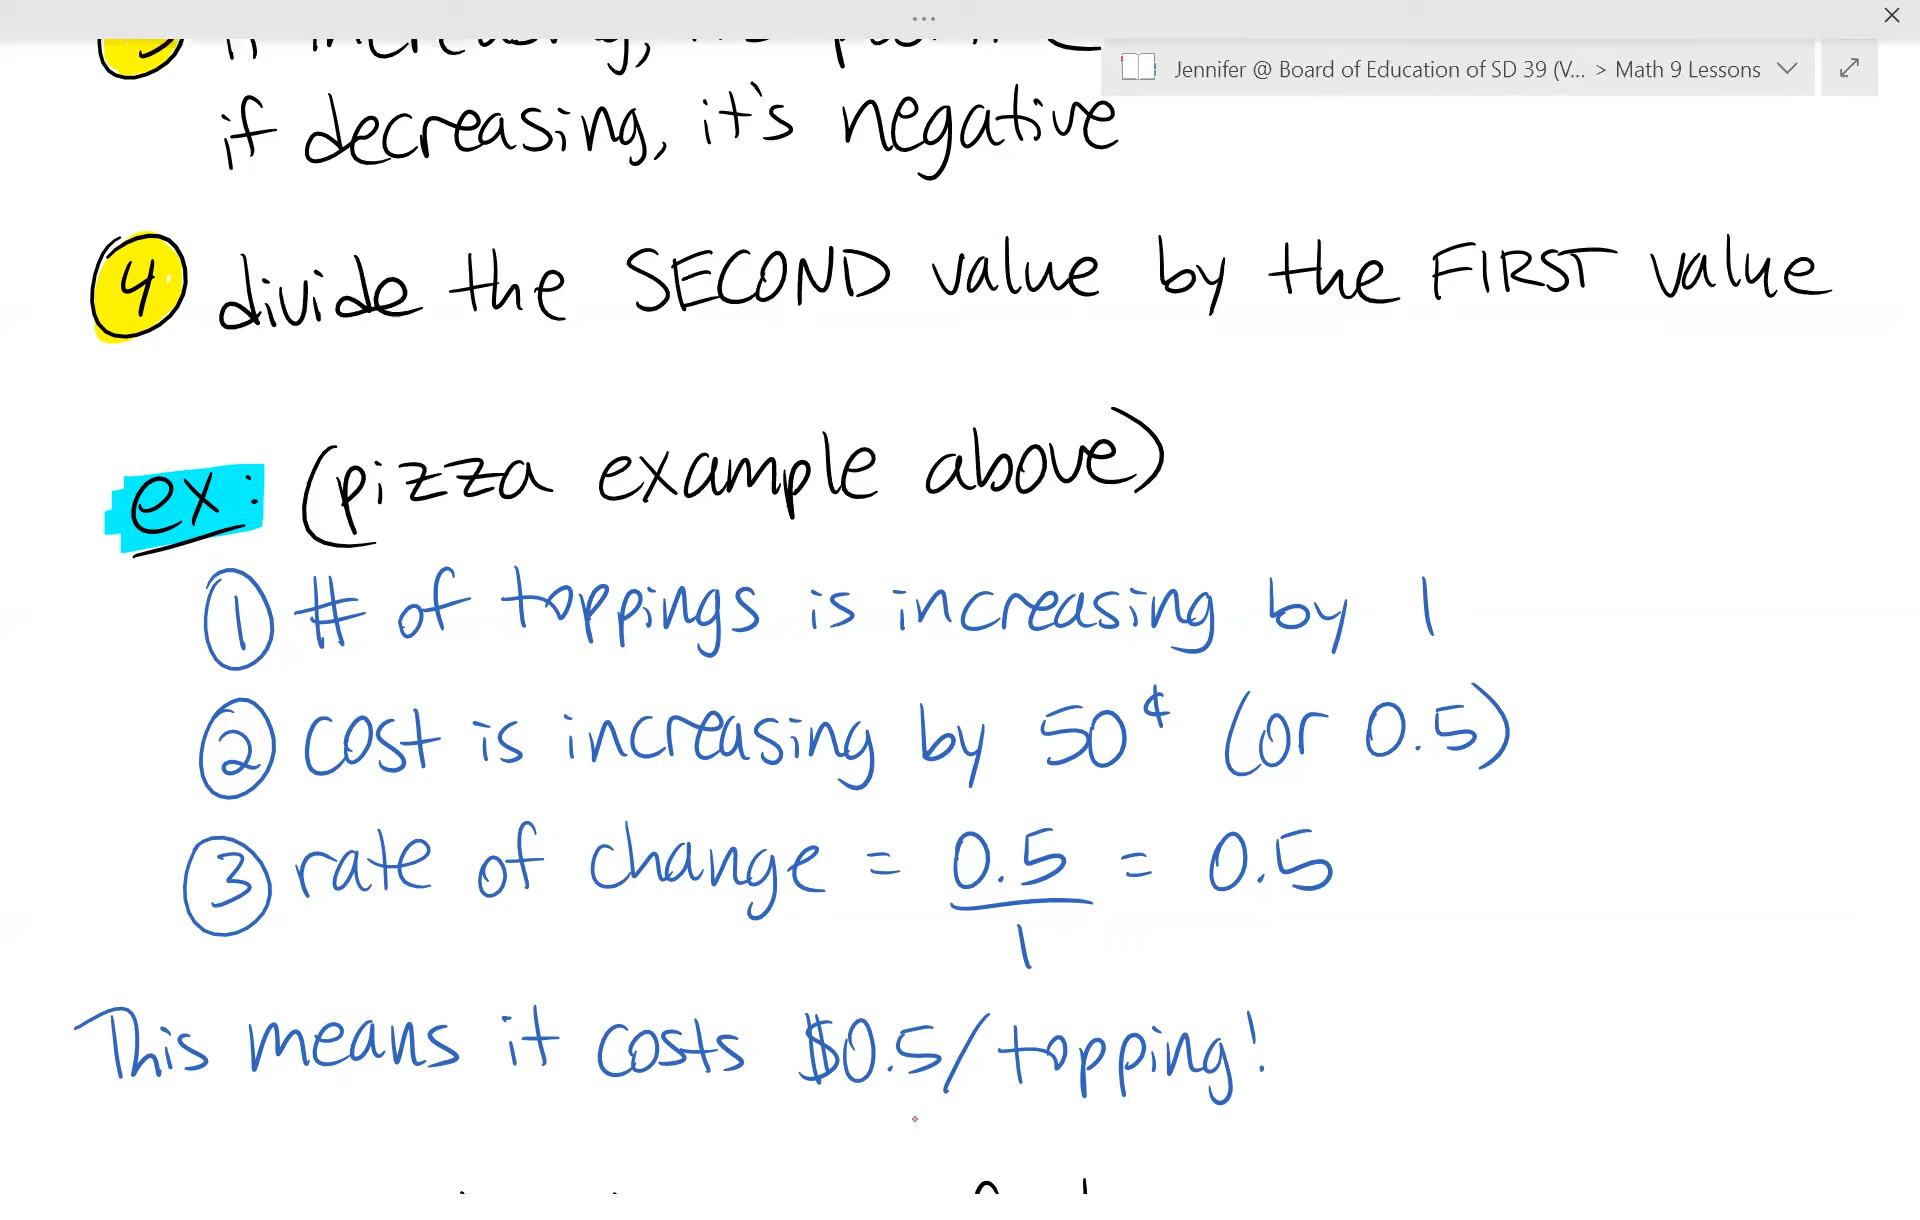 if decreasing, it's negative
Jennifer @ Board of Education of SD 39 (V... > Math 9 Lessons
4 divide the SECOND value by the FIRST value
ex: (pizza example above)
1 # of toppings is increasing by 1
2 cost is increasing by 50¢ (or 0.5)
3 rate of change = 0.5/1 = 0.5
This means it costs $0.5/topping!